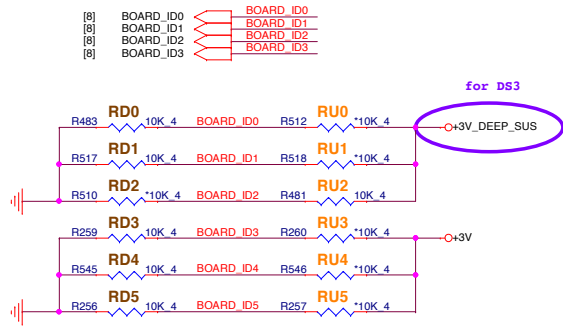 [8] BOARD_ID0 BOARD_ID0
[8] BOARD_ID1 BOARD_ID1
[8] BOARD_ID2 BOARD_ID2
[8] BOARD_ID3 BOARD_ID3
for DS3
RD0 RU0
R483 10K_4 BOARD_ID0 R512 *10K_4 +3V_DEEP_SUS
RD1 RU1
R517 10K_4 BOARD_ID1 R518 *10K_4
RD2 RU2
R510 *10K_4 BOARD_ID2 R481 10K_4
RD3 RU3
R259 10K_4 BOARD_ID3 R260 *10K_4 +3V
RD4 RU4
R545 10K_4 BOARD_ID4 R546 *10K_4
RD5 RU5
R256 10K_4 BOARD_ID5 R257 *10K_4